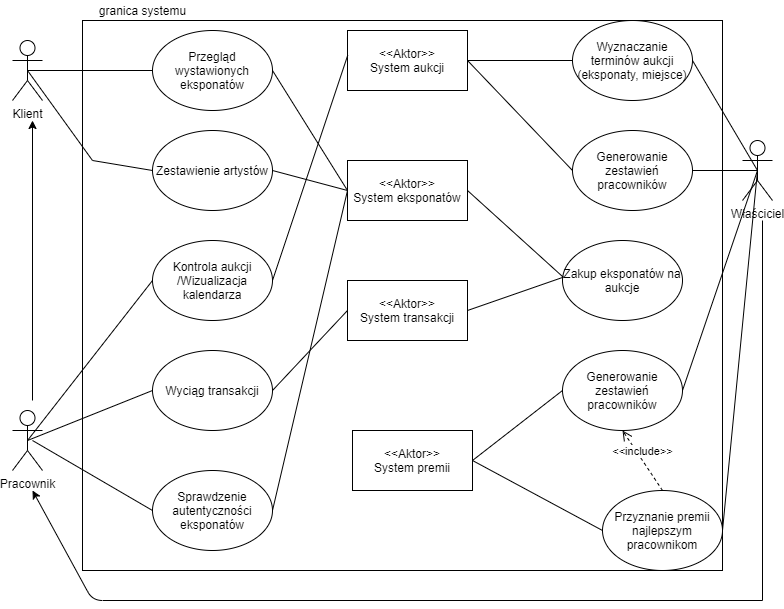 granica systemu
Przegląd
wystawionych
eksponatów
<<Aktor>>
System aukcji
Wyznaczanie
terminów aukcji
(eksponaty, miejsce)
Klient
Zestawienie artystów
<<Aktor>>
System eksponatów
Generowanie
zestawień
pracowników
Właściciel
Kontrola aukcji
/Wizualizacja
kalendarza
<<Aktor>>
System transakcji
Zakup eksponatów na
aukcje
Wyciąg transakcji
Generowanie
zestawień
pracowników
<<include>>
<<Aktor>>
System premii
Pracownik
Sprawdzenie
autentyczności
eksponatów
Przyznanie premii
najlepszym
pracownikom